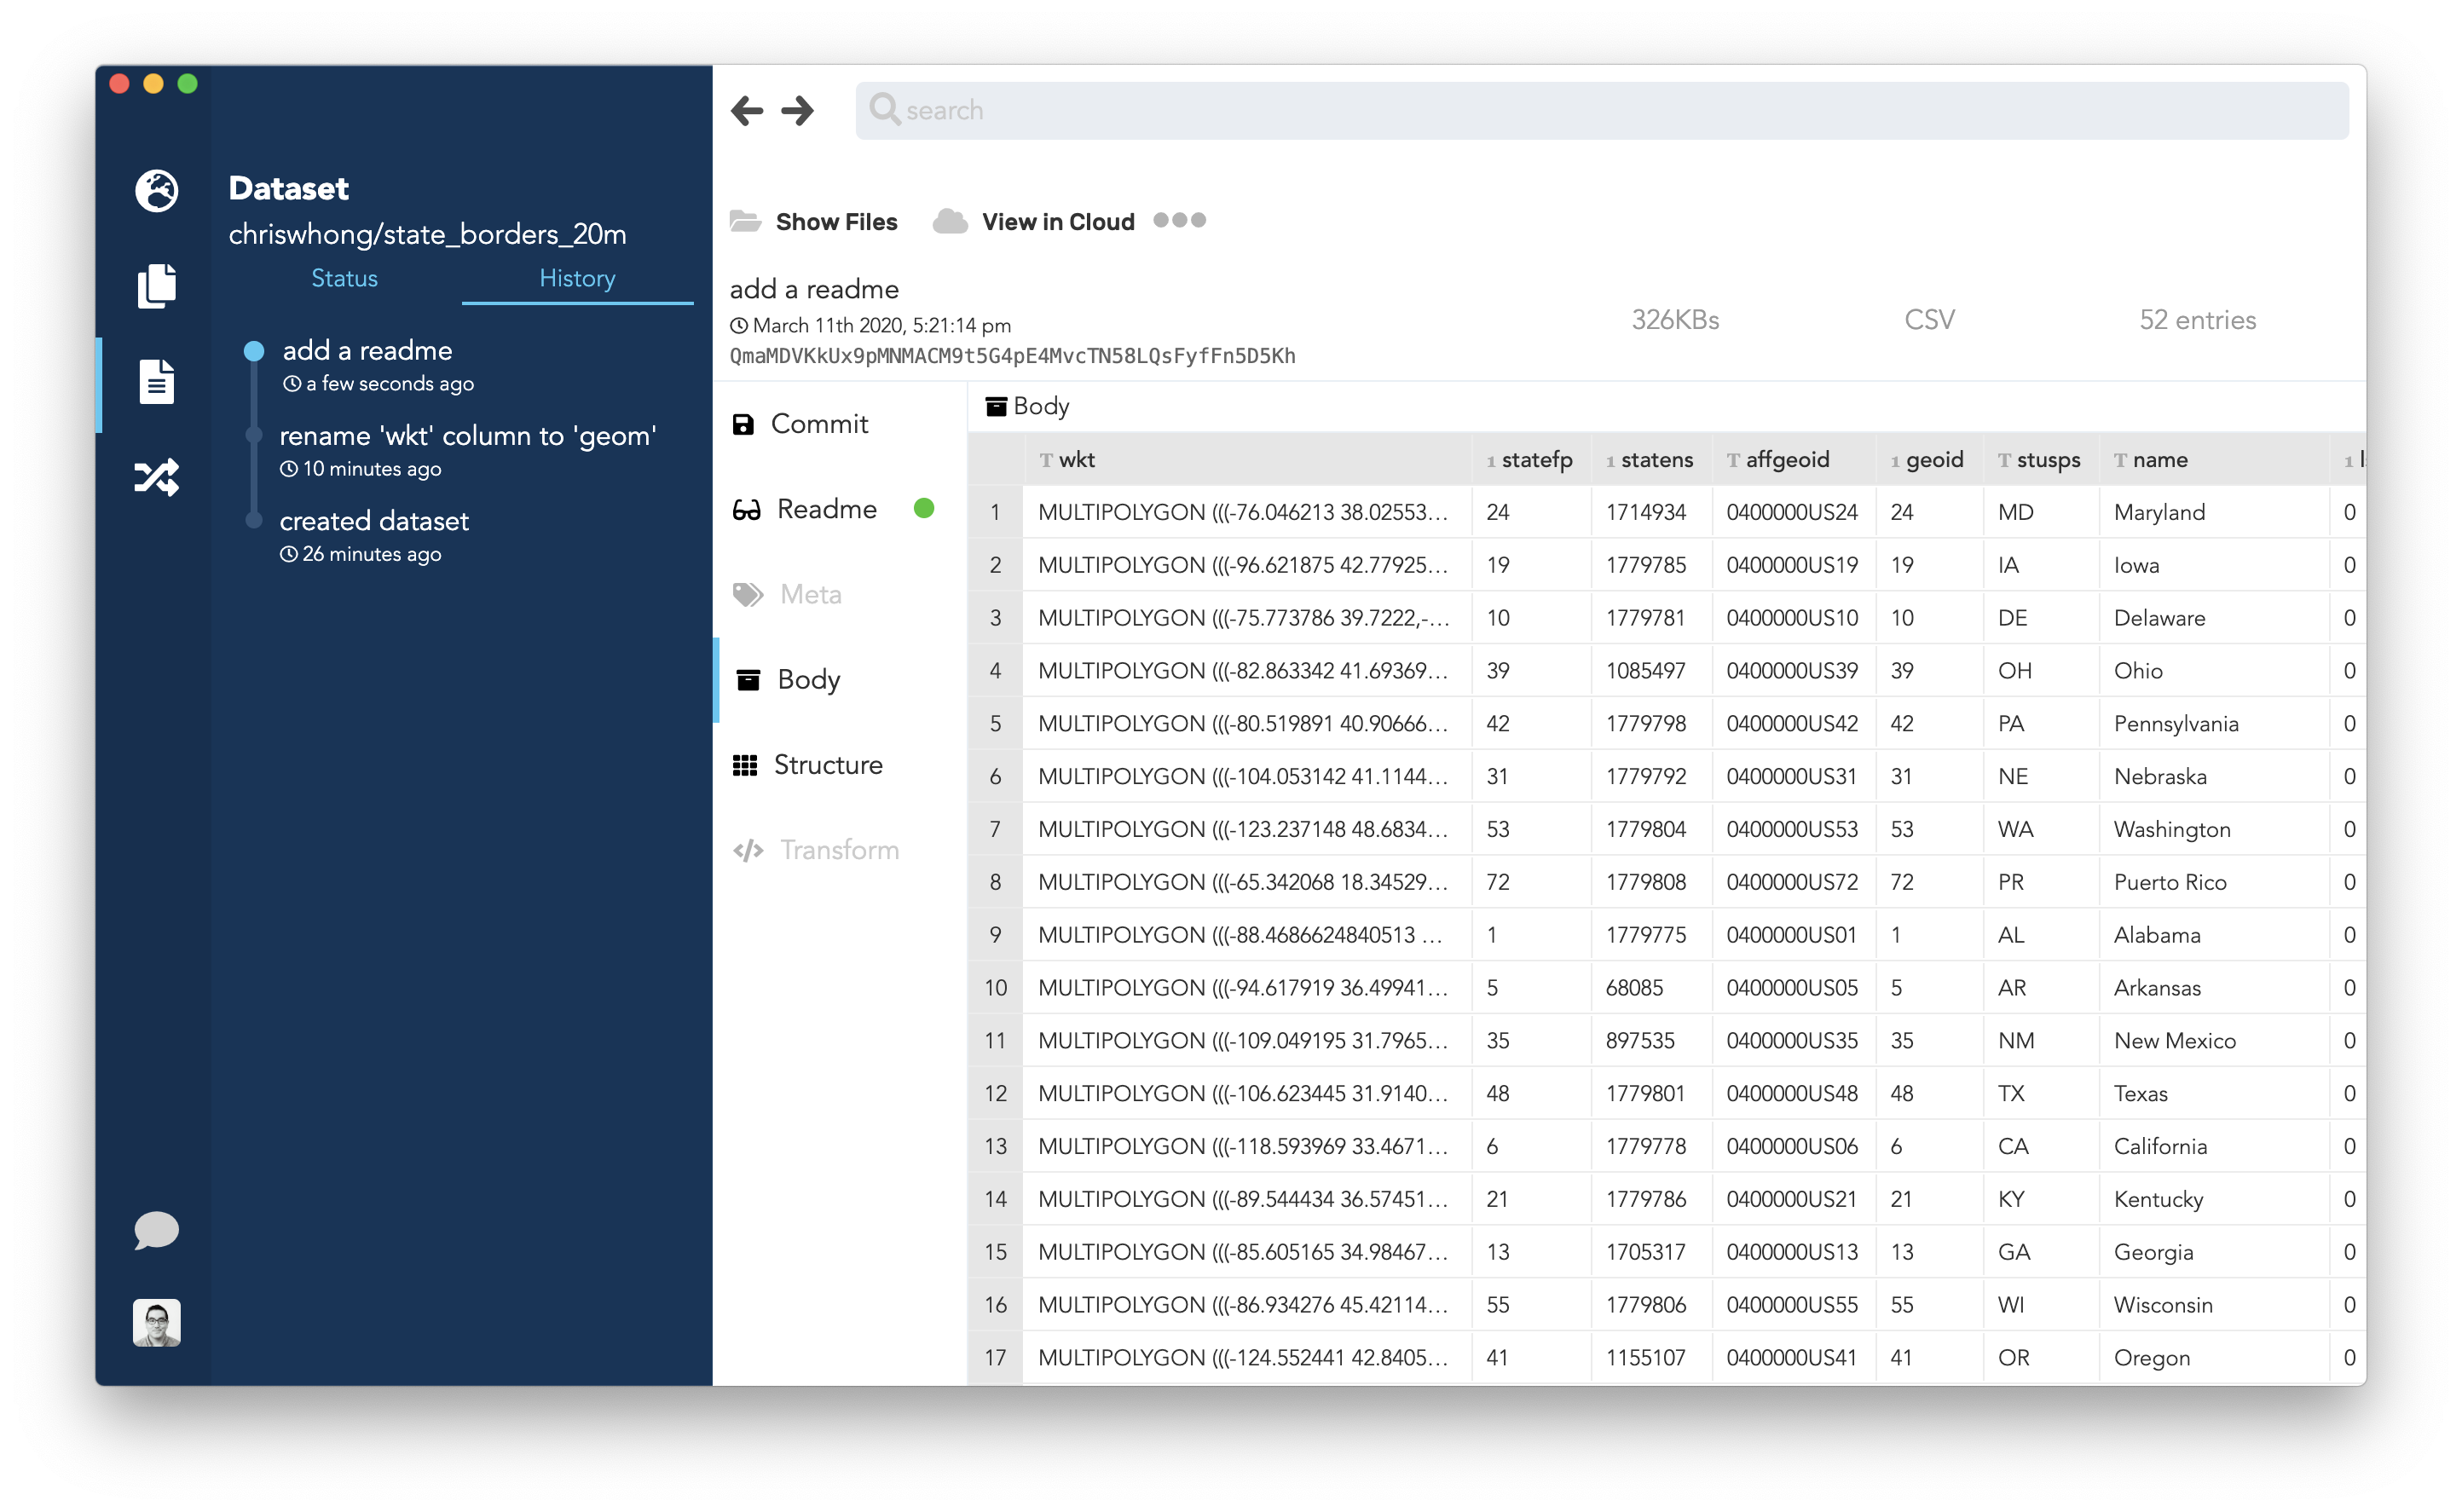 search
Dataset
chriswhong/state_borders_20m
Status History
add a readme
a few seconds ago
rename 'wkt' column to 'geom'
10 minutes ago
created dataset
26 minutes ago
Show Files View in Cloud
add a readme
March 11th 2020, 5:21:14 pm
QmaMDVKkUx9pMNMACM9t5G4pE4MvcTN58LQsFyfFn5D5Kh
326KBs CSV 52 entries
Commit
Readme
Meta
Body
Structure
Transform
Body
T wkt 1 statefp 1 statens T affgeoid 1 geoid T stusps T name 1
1 MULTIPOLYGON (((-76.046213 38.02553... 24 1714934 0400000US24 24 MD Maryland 0
2 MULTIPOLYGON (((-96.621875 42.77925... 19 1779785 0400000US19 19 IA Iowa 0
3 MULTIPOLYGON (((-75.773786 39.7222,-... 10 1779781 0400000US10 10 DE Delaware 0
4 MULTIPOLYGON (((-82.863342 41.69369... 39 1085497 0400000US39 39 OH Ohio 0
5 MULTIPOLYGON (((-80.519891 40.90666... 42 1779798 0400000US42 42 PA Pennsylvania 0
6 MULTIPOLYGON (((-104.053142 41.1144... 31 1779792 0400000US31 31 NE Nebraska 0
7 MULTIPOLYGON (((-123.237148 48.6834... 53 1779804 0400000US53 53 WA Washington 0
8 MULTIPOLYGON (((-65.342068 18.34529... 72 1779808 0400000US72 72 PR Puerto Rico 0
9 MULTIPOLYGON (((-88.4686624840513 ... 1 1779775 0400000US01 1 AL Alabama 0
10 MULTIPOLYGON (((-94.617919 36.49941... 5 68085 0400000US05 5 AR Arkansas 0
11 MULTIPOLYGON (((-109.049195 31.7965... 35 897535 0400000US35 35 NM New Mexico 0
12 MULTIPOLYGON (((-106.623445 31.9140... 48 1779801 0400000US48 48 TX Texas 0
13 MULTIPOLYGON (((-118.593969 33.4671... 6 1779778 0400000US06 6 CA California 0
14 MULTIPOLYGON (((-89.544434 36.57451... 21 1779786 0400000US21 21 KY Kentucky 0
15 MULTIPOLYGON (((-85.605165 34.98467... 13 1705317 0400000US13 13 GA Georgia 0
16 MULTIPOLYGON (((-86.934276 45.42114... 55 1779806 0400000US55 55 WI Wisconsin 0
17 MULTIPOLYGON (((-124.552441 42.8405... 41 1155107 0400000US41 41 OR Oregon 0